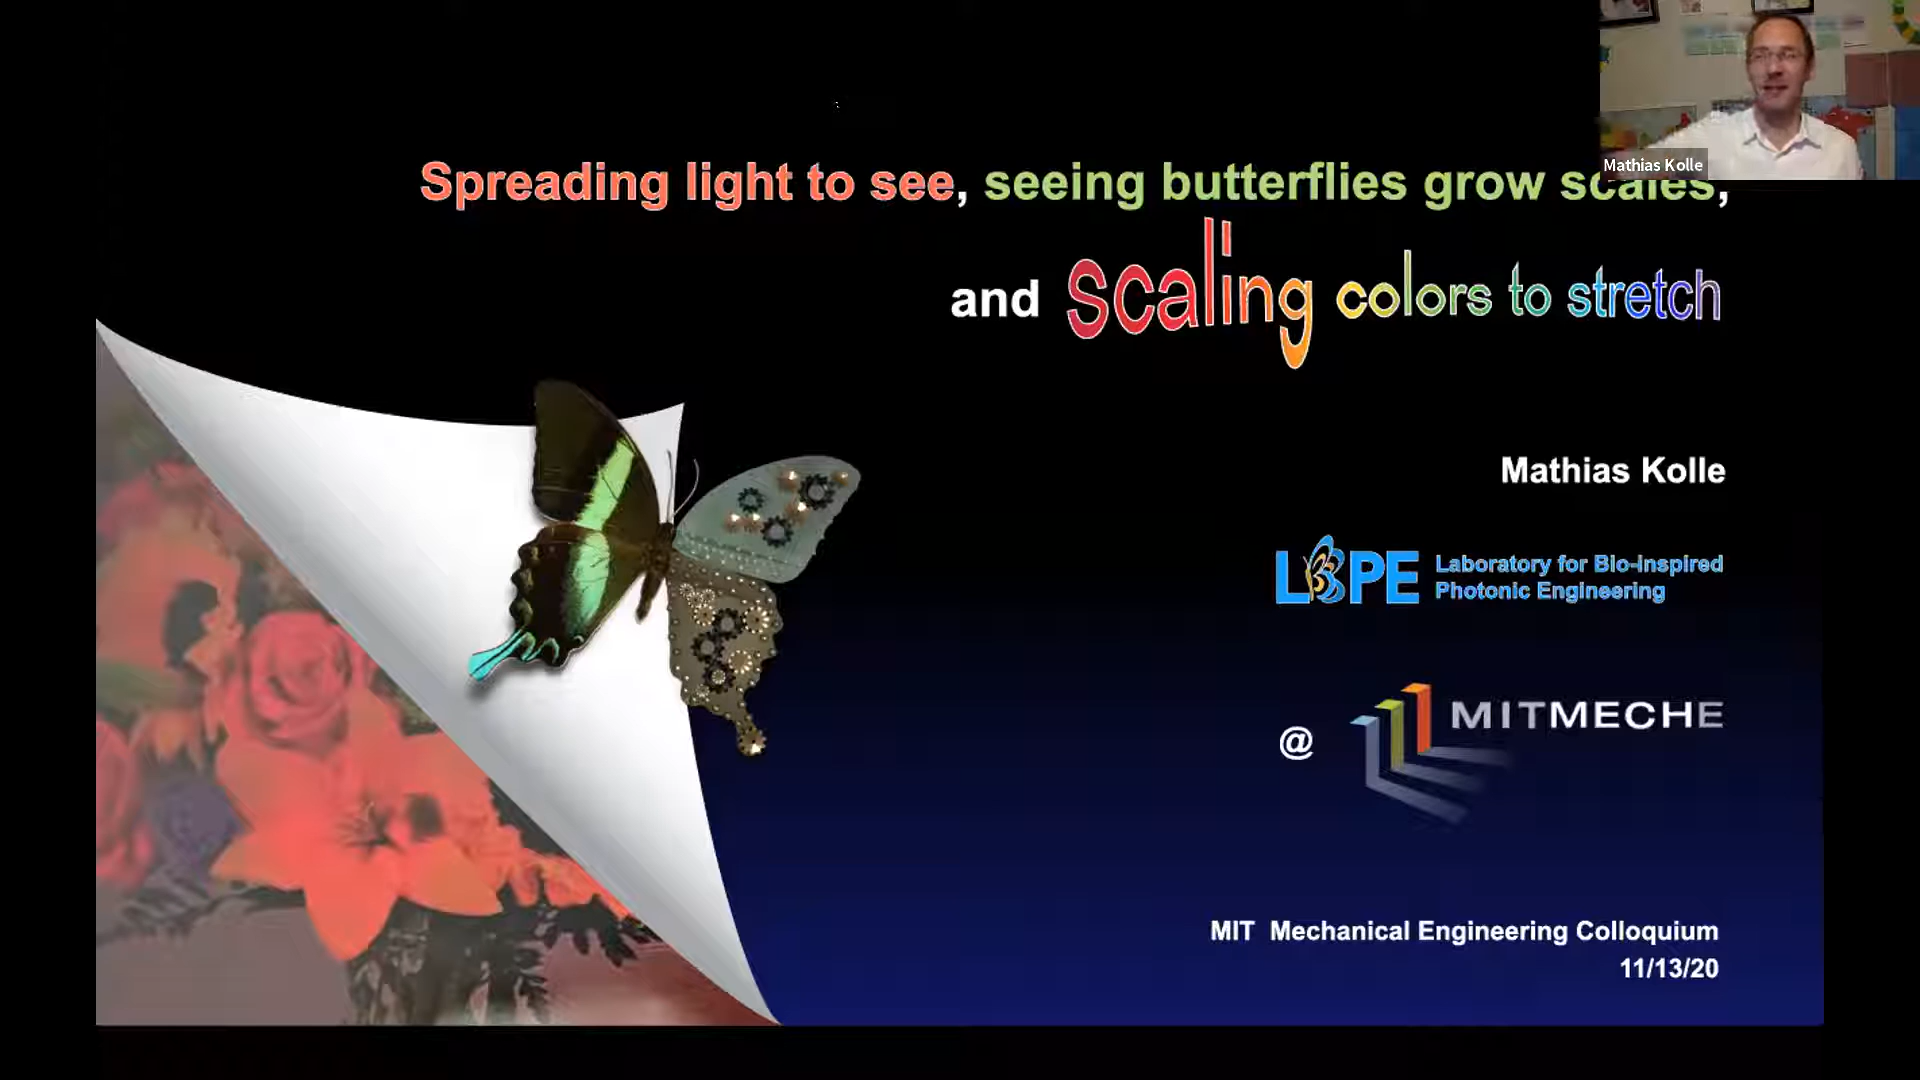 Mathias Kolle
Spreading light to see, seeing butterflies grow scales,
and scaling colors to stretch
Mathias Kolle
LBPE Laboratory for Bio-Inspired
Photonic Engineering
@ MITMECHE
MIT Mechanical Engineering Colloquium
11/13/20